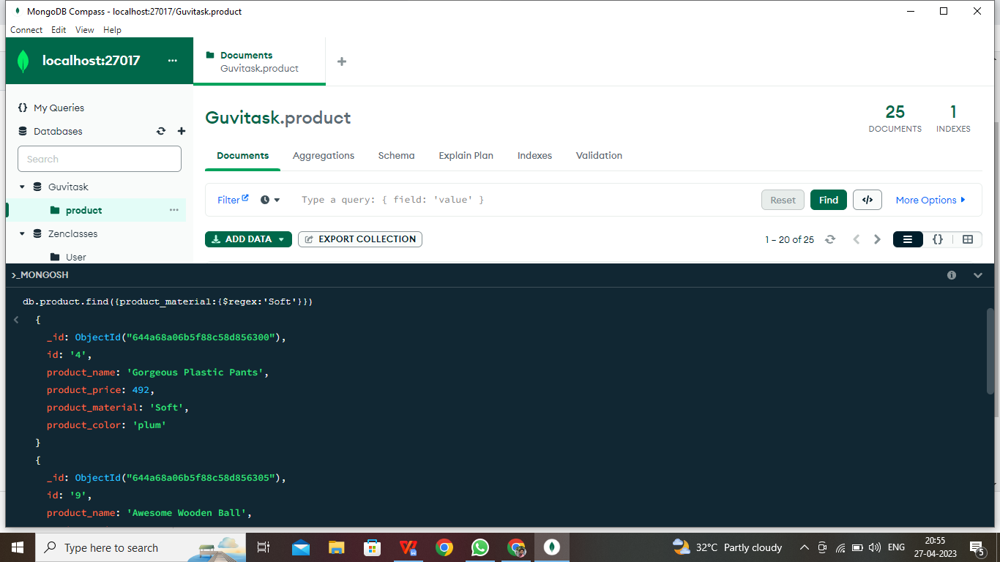 MongoDB Compass - localhost:27017/Guvitask.product
Connect Edit View Help
localhost:27017 ...
Documents
Guvitask.product
+
{} My Queries
Databases
Search
Guvitask
product ...
Zenclasses
User
Guvitask.product
25
DOCUMENTS
1
INDEXES
Documents Aggregations Schema Explain Plan Indexes Validation
Filter Type a query: { field: 'value' } Reset Find </> More Options
ADD DATA EXPORT COLLECTION 1 – 20 of 25 {}
>_MONGOSH
db.product.find({product_material:{$regex:'Soft'}})
{
_id: ObjectId("644a68a06b5f88c58d856300"),
id: '4',
product_name: 'Gorgeous Plastic Pants',
product_price: 492,
product_material: 'Soft',
product_color: 'plum'
}
{
_id: ObjectId("644a68a06b5f88c58d856305"),
id: '9',
product_name: 'Awesome Wooden Ball',
Type here to search
32°C Partly cloudy ENG
20:55
27-04-2023
5